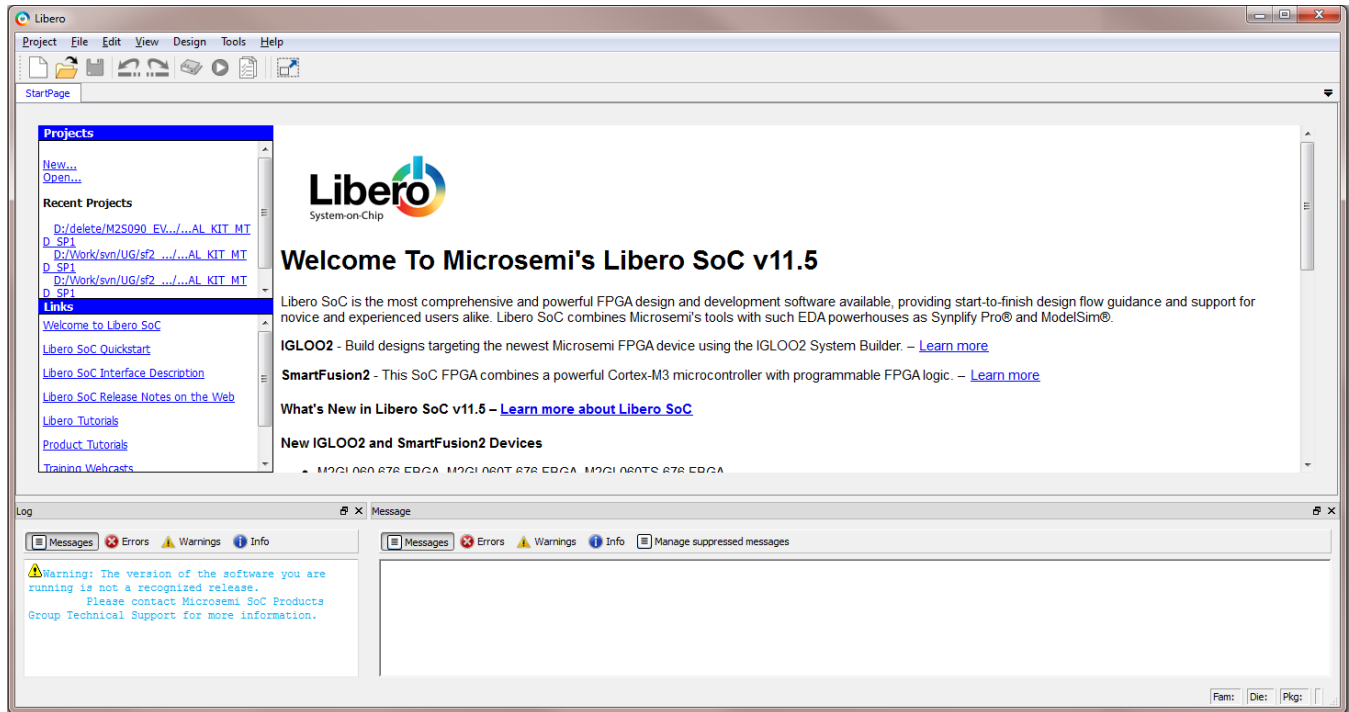 Libero
Project File Edit View Design Tools Help
StartPage
Projects
New...
Open...
Recent Projects
D:/delete/M2S090_EV.../...AL_KIT_MT
D_SP1
D:/Work/svn/UG/sf2_.../...AL_KIT_MT
D_SP1
D:/Work/svn/UG/sf2_.../...AL_KIT_MT
D_SP1
Links
Welcome to Libero SoC
Libero SoC Quickstart
Libero SoC Interface Description
Libero SoC Release Notes on the Web
Libero Tutorials
Product Tutorials
Training Webcasts
Libero
System-on-Chip
Welcome To Microsemi's Libero SoC v11.5
Libero SoC is the most comprehensive and powerful FPGA design and development software available, providing start-to-finish design flow guidance and support for
novice and experienced users alike. Libero SoC combines Microsemi's tools with such EDA powerhouses as Synplify Pro® and ModelSim®.
IGLOO2 - Build designs targeting the newest Microsemi FPGA device using the IGLOO2 System Builder. – Learn more
SmartFusion2 - This SoC FPGA combines a powerful Cortex-M3 microcontroller with programmable FPGA logic. – Learn more
What's New in Libero SoC v11.5 – Learn more about Libero SoC
New IGLOO2 and SmartFusion2 Devices
• M2GL060 676 FBGA, M2GL060T 676 FBGA, M2GL060TS 676 FBGA
Log
Messages Errors Warnings Info
Warning: The version of the software you are
running is not a recognized release.
Please contact Microsemi SoC Products
Group Technical Support for more information.
Message
Messages Errors Warnings Info Manage suppressed messages
Fam: Die: Pkg: